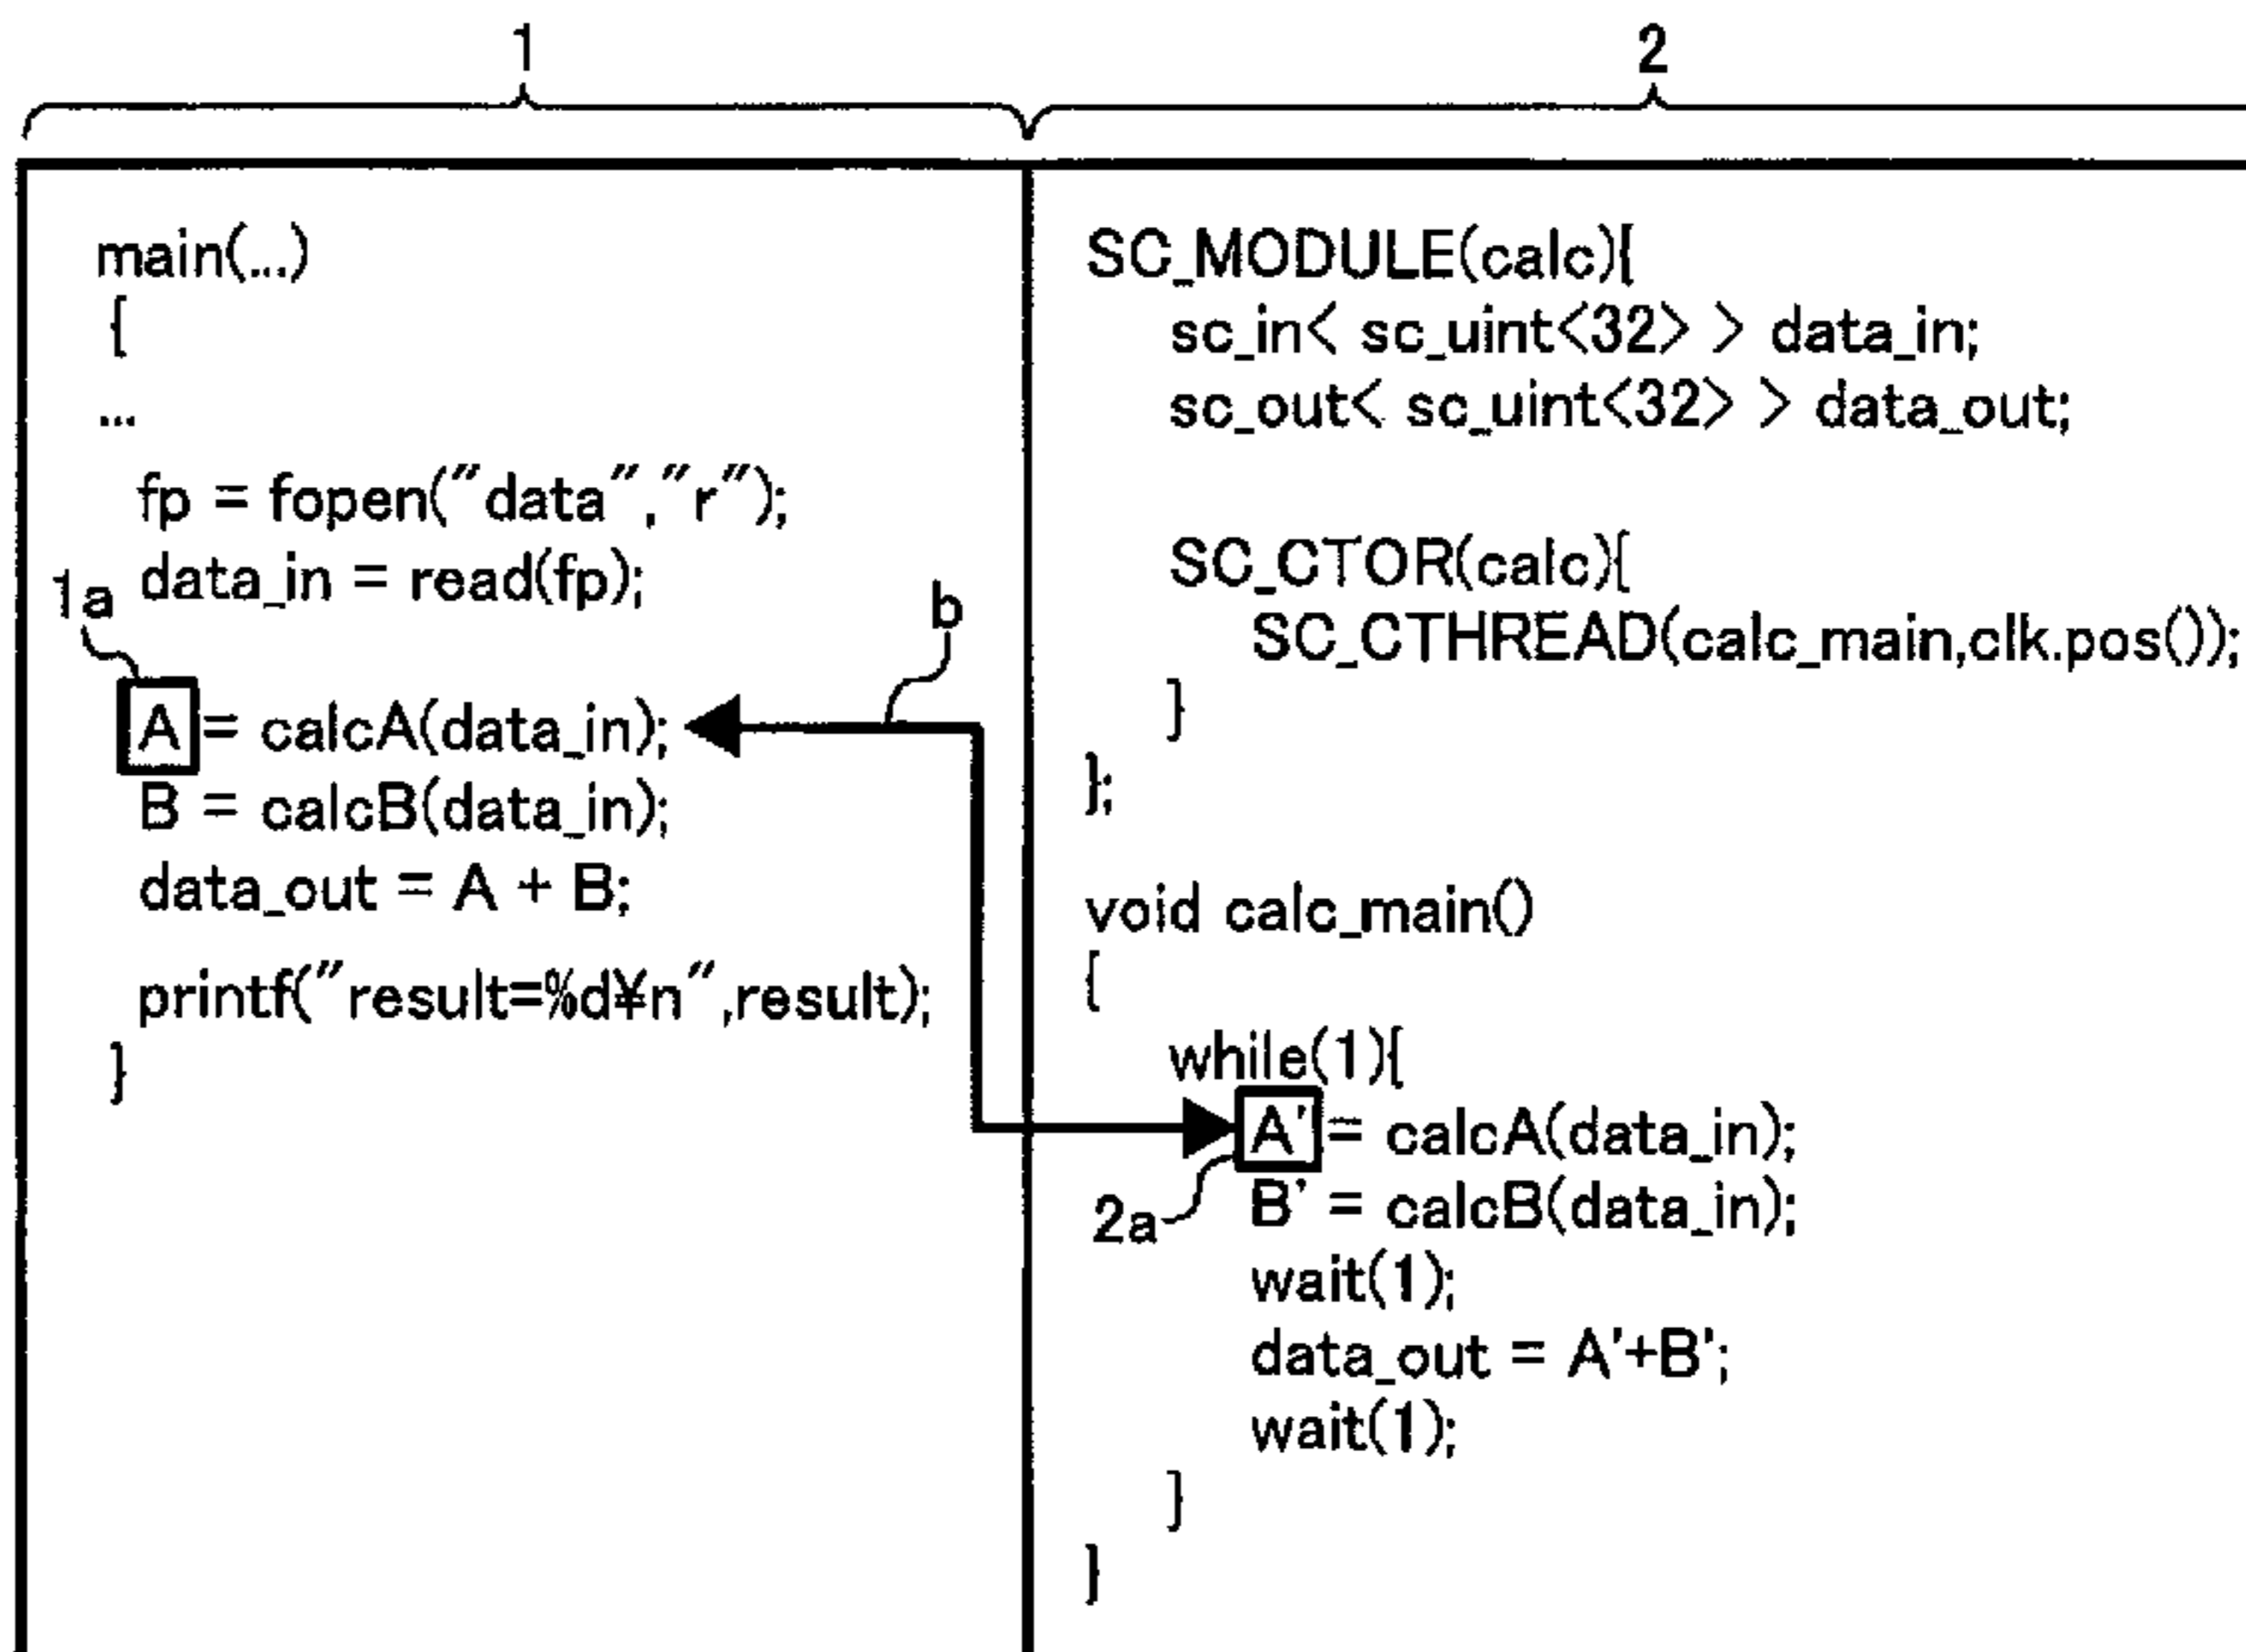 1
2
main(...)
{
...
fp = fopen("data","r");
data_in = read(fp);
1a
b
A = calcA(data_in);
B = calcB(data_in);
data_out = A + B;
printf("result=%d¥n",result);
}
SC_MODULE(calc){
sc_in< sc_uint<32> > data_in;
sc_out< sc_uint<32> > data_out;
SC_CTOR(calc){
SC_CTHREAD(calc_main,clk.pos());
}
};
void calc_main()
{
while(1){
A' = calcA(data_in);
2a
B' = calcB(data_in);
wait(1);
data_out = A'+B';
wait(1);
}
}